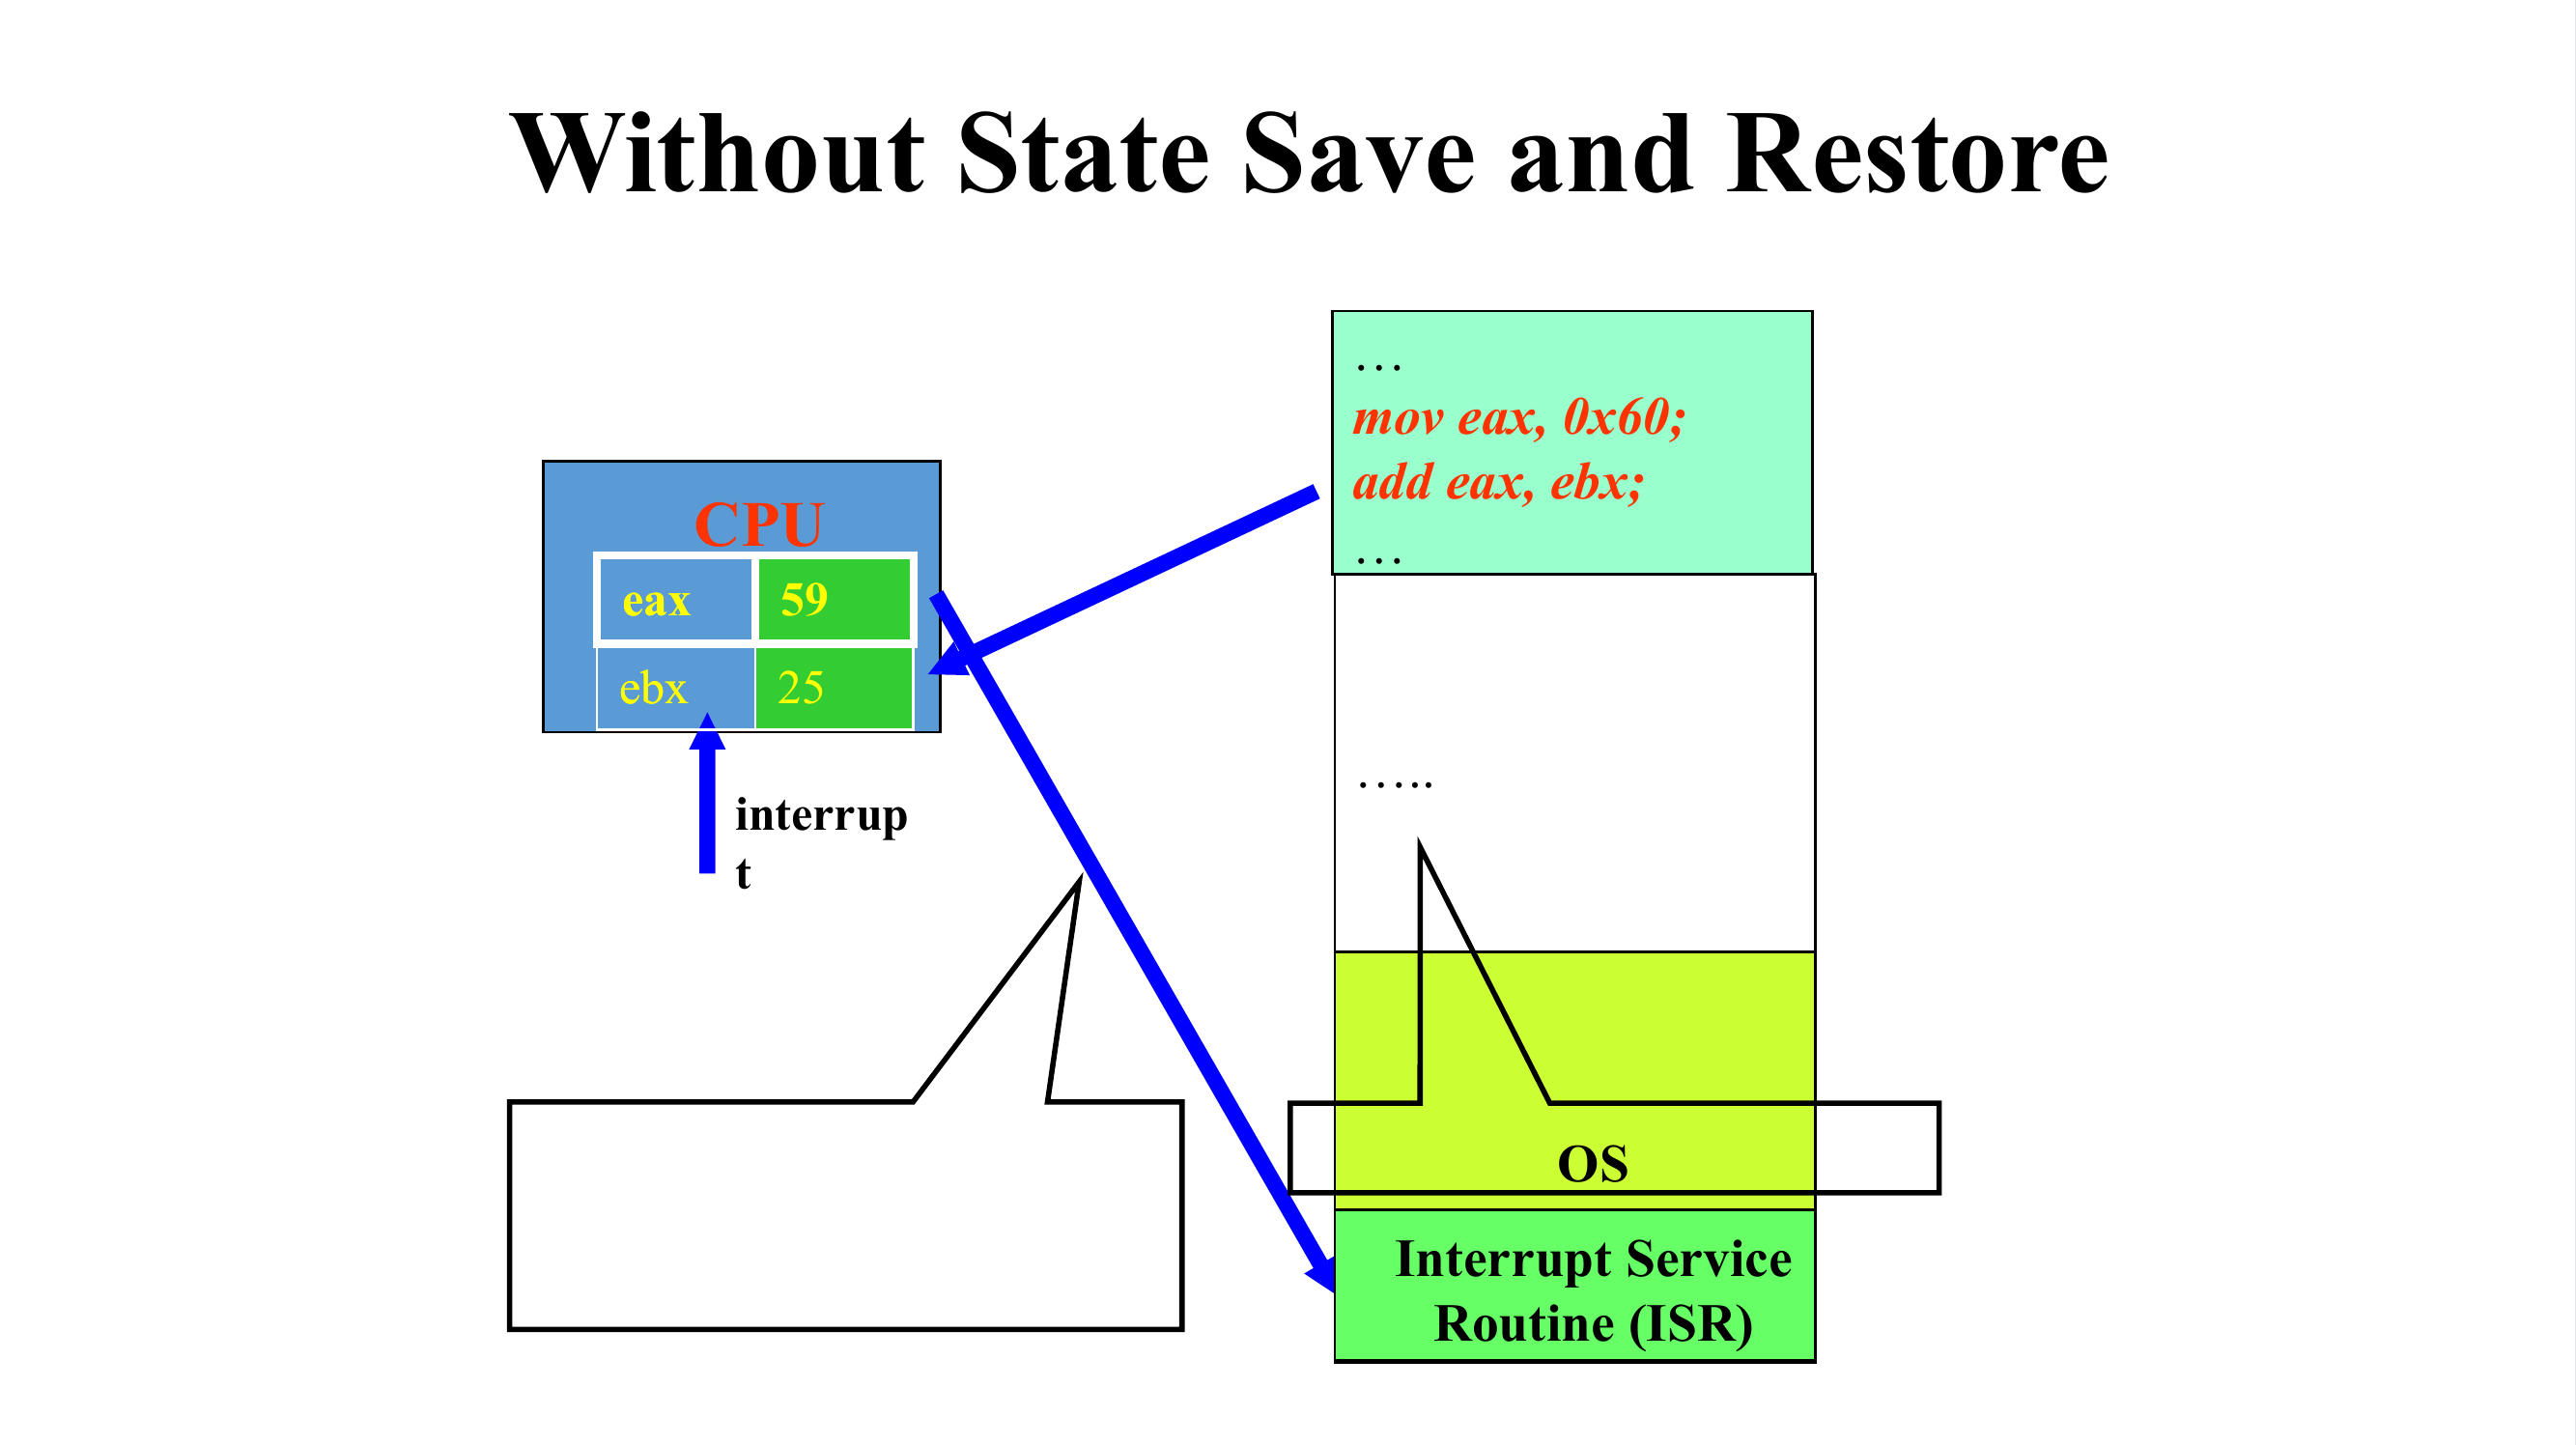 Without State Save and Restore
…
mov eax, 0x60;
add eax, ebx;
…
CPU
eax 59
ebx 25
interrup
t
…..
OS
Interrupt Service
Routine (ISR)